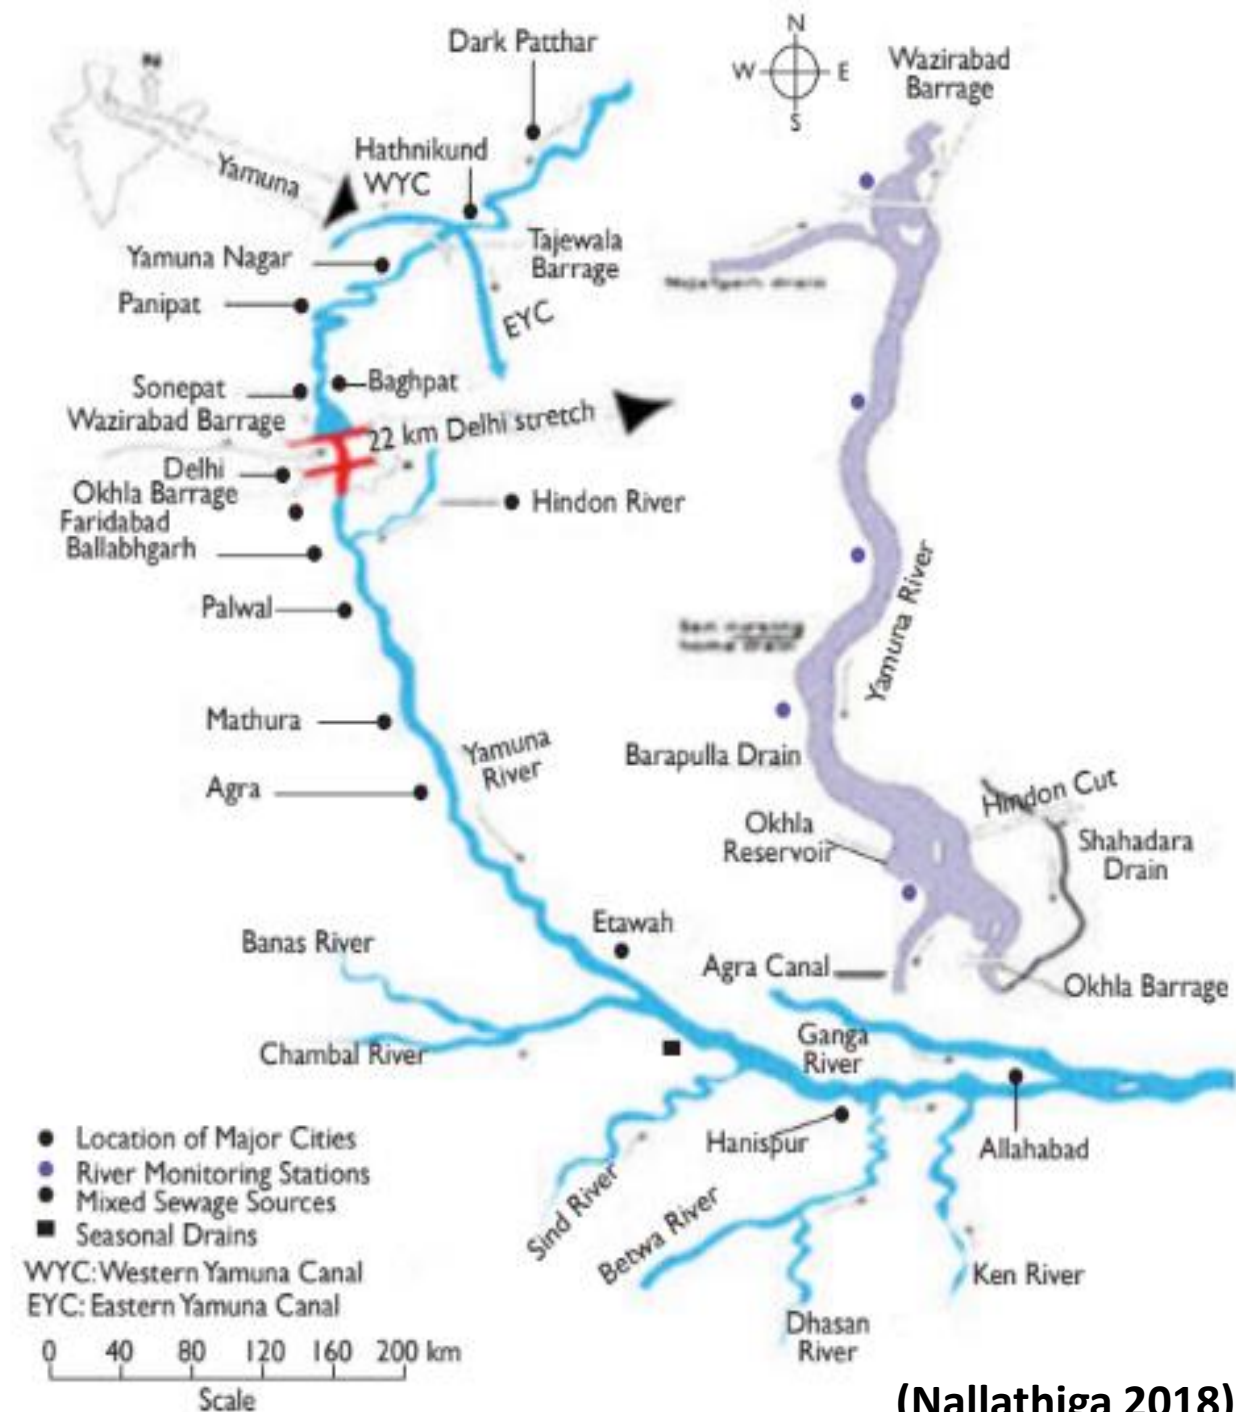 Dark Patthar
N
W
E
S
Wazirabad
Barrage
N
Yamuna
Hathnikund
WYC
Yamuna Nagar
Tajewala
Barrage
Panipat
EYC
Sonepat
Baghpat
Wazirabad Barrage
22 km Delhi stretch
Delhi
Okhla Barrage
Hindon River
Faridabad
Ballabhgarh
Palwal
Yamuna River
Mathura
Yamuna
River
Barapulla Drain
Agra
Hindon Cut
Okhla
Reservoir
Shahadara
Drain
Etawah
Banas River
Agra Canal
Okhla Barrage
Ganga
River
Chambal River
Hanispur
Allahabad
Sind River
Betwa River
Ken River
Dhasan
River
Location of Major Cities
River Monitoring Stations
Mixed Sewage Sources
Seasonal Drains
WYC: Western Yamuna Canal
EYC: Eastern Yamuna Canal
0 40 80 120 160 200 km
Scale
(Nallathiga 2018)